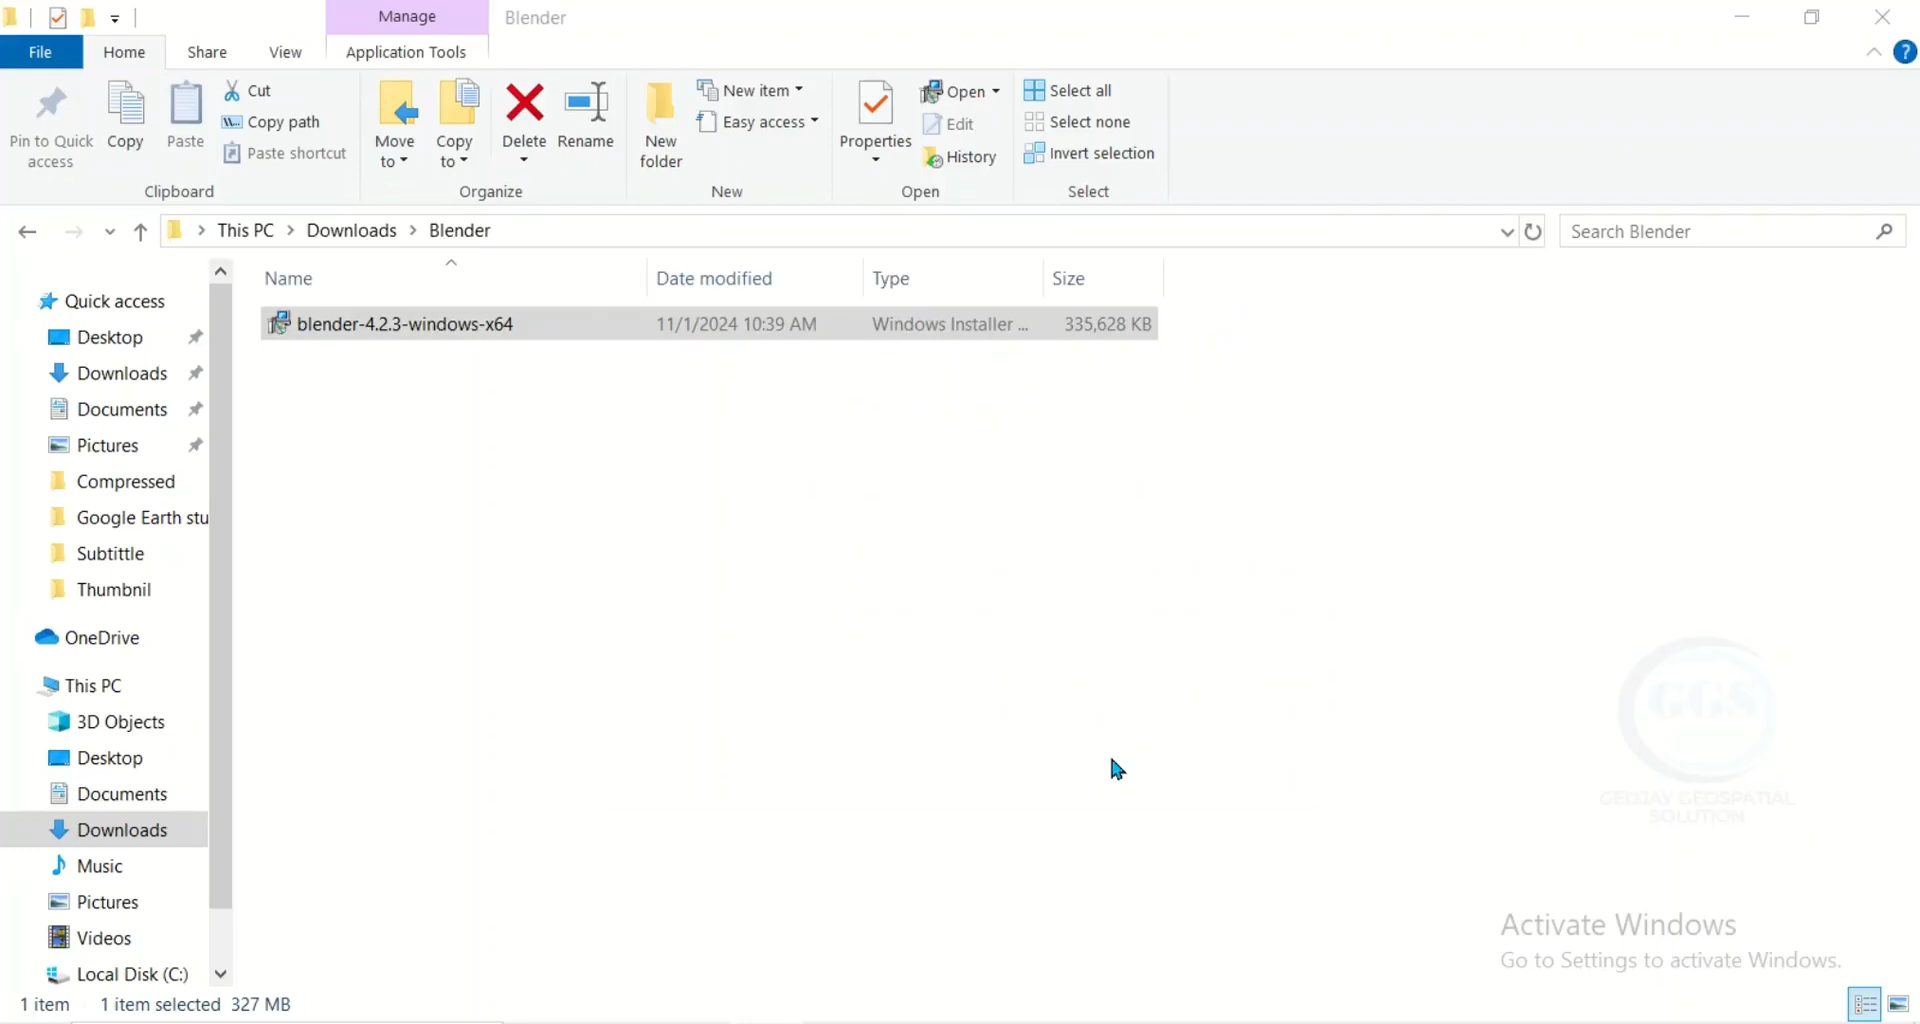 Manage
Blender
File
Home
Share
View
Application Tools
Pin to Quick access
Copy
Paste
Cut
Copy path
Paste shortcut
Clipboard
Move to
Copy to
Delete
Rename
Organize
New folder
New item
Easy access
New
Properties
Open
Edit
History
Open
Select all
Select none
Invert selection
Select
This PC > Downloads > Blender
Search Blender
Name
Date modified
Type
Size
blender-4.2.3-windows-x64 11/1/2024 10:39 AM Windows Installer ... 335,628 KB
Quick access
Desktop
Downloads
Documents
Pictures
Compressed
Google Earth stu
Subtittle
Thumbnil
OneDrive
This PC
3D Objects
Desktop
Documents
Downloads
Music
Pictures
Videos
Local Disk (C:)
GGS
GEOJAY GEOSPATIAL
SOLUTION
Activate Windows
Go to Settings to activate Windows.
1 item 1 item selected 327 MB